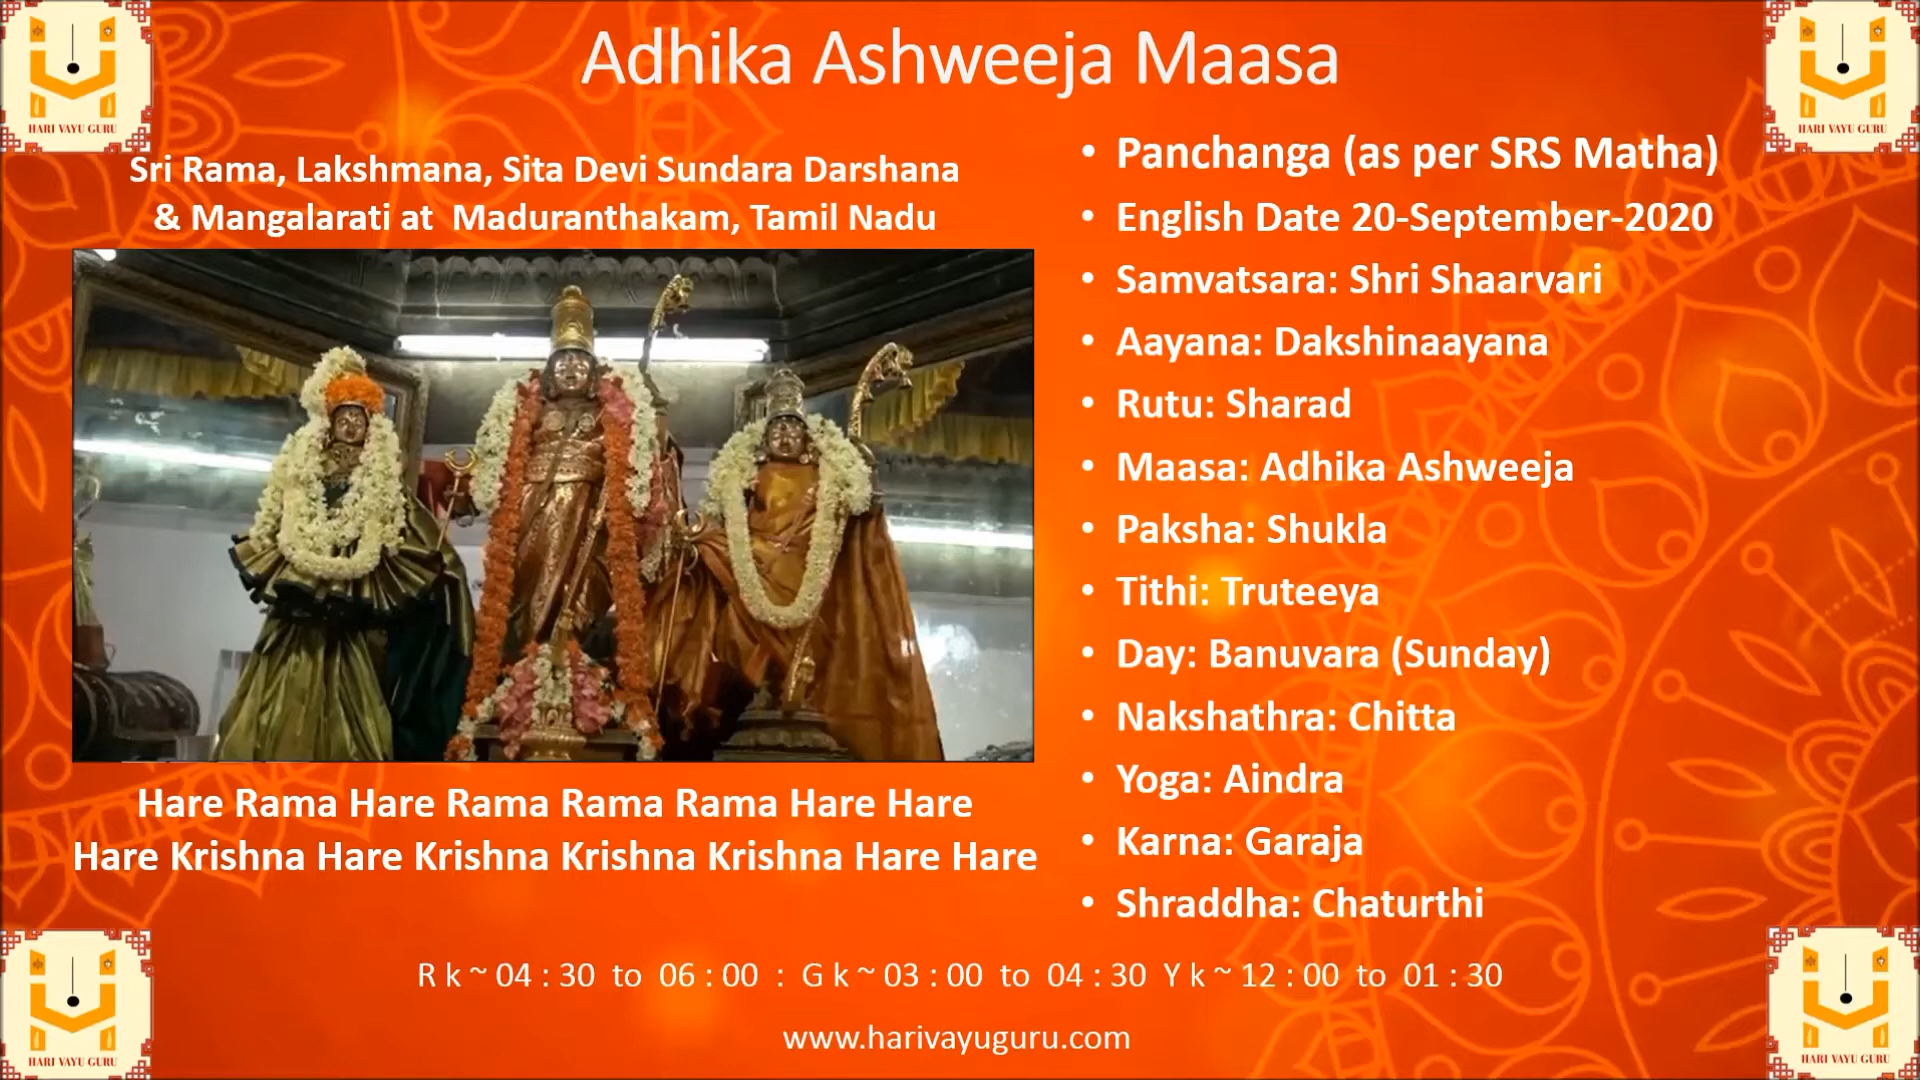 Adhika Ashweeja Maasa
HARI VAYU GURU
HARI VAYU GURU
Sri Rama, Lakshmana, Sita Devi Sundara Darshana
& Mangalarati at Maduranthakam, Tamil Nadu
Hare Rama Hare Rama Rama Rama Hare Hare
Hare Krishna Hare Krishna Krishna Krishna Hare Hare
• Panchanga (as per SRS Matha)
• English Date 20-September-2020
• Samvatsara: Shri Shaarvari
• Aayana: Dakshinaayana
• Rutu: Sharad
• Maasa: Adhika Ashweeja
• Paksha: Shukla
• Tithi: Truteeya
• Day: Banuvara (Sunday)
• Nakshathra: Chitta
• Yoga: Aindra
• Karna: Garaja
• Shraddha: Chaturthi
R k ~ 04 : 30 to 06 : 00 : G k ~ 03 : 00 to 04 : 30 Y k ~ 12 : 00 to 01 : 30
www.harivayuguru.com
HARI VAYU GURU
HARI VAYU GURU